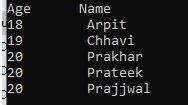 Age Name
18 Arpit
19 Chhavi
20 Prakhar
20 Prateek
20 Prajjwal